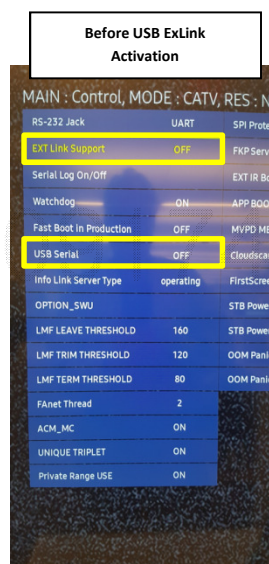 Before USB ExLink
Activation
MAIN : Control, MODE : CATV, RES : N
RS-232 Jack UART SPI Prote
EXT Link Support OFF FKP Serv
Serial Log On/Off EXT IR Bo
Watchdog ON APP BOO
Fast Boot in Production OFF MVPD ME
USB Serial OFF Cloudsca
Info Link Server Type operating FirstScree
OPTION_SWU STB Power
LMF LEAVE THRESHOLD 160 STB Powe
LMF TRIM THRESHOLD 120 OOM Pani
LMF TERM THRESHOLD 80 OOM Pani
FAnet Thread 2
ACM_MC ON
UNIQUE TRIPLET ON
Private Range USE ON